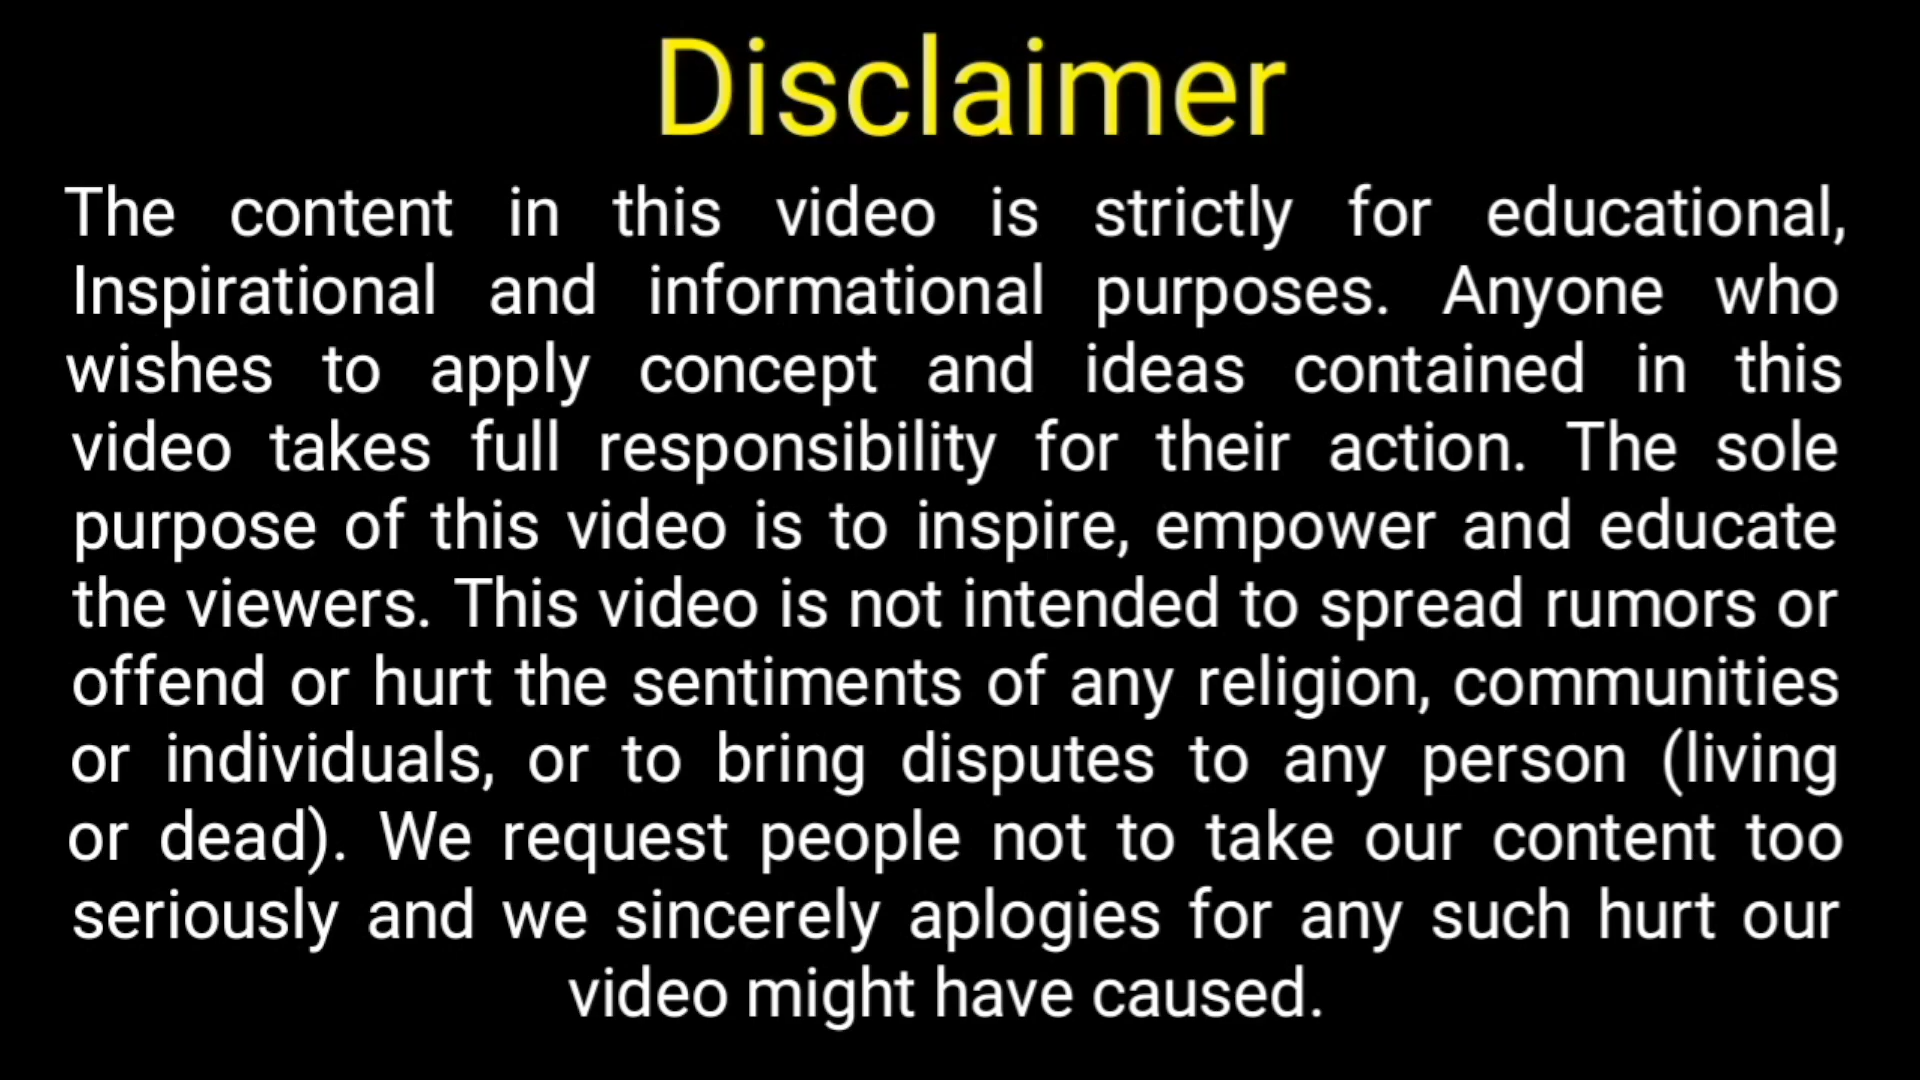 Disclaimer
The content in this video is strictly for educational,
Inspirational and informational purposes. Anyone who
wishes to apply concept and ideas contained in this
video takes full responsibility for their action. The sole
purpose of this video is to inspire, empower and educate
the viewers. This video is not intended to spread rumors or
offend or hurt the sentiments of any religion, communities
or individuals, or to bring disputes to any person (living
or dead). We request people not to take our content too
seriously and we sincerely aplogies for any such hurt our
video might have caused.